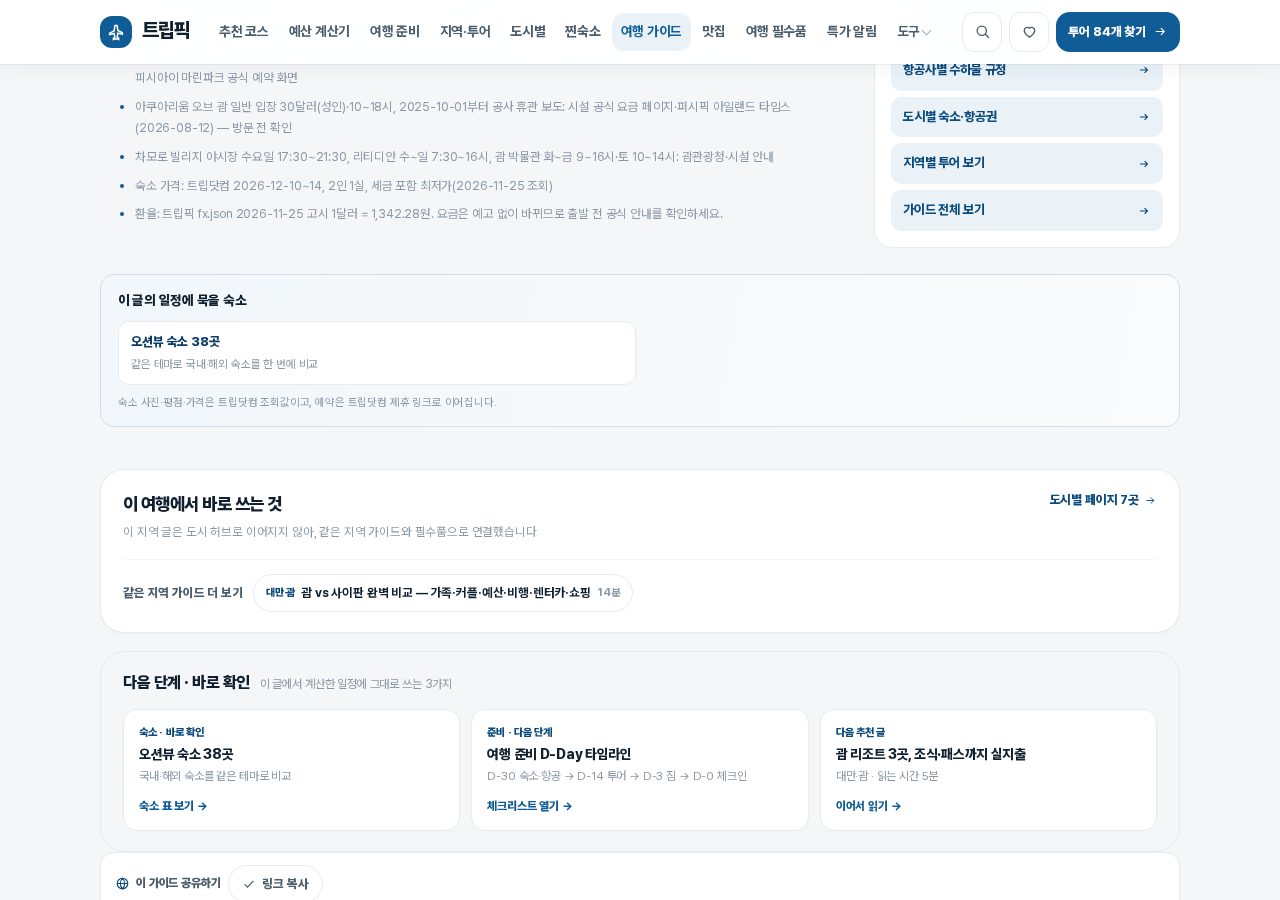 트립픽
추천 코스
예산 계산기
여행 준비
지역·투어
도시별
찐숙소
여행 가이드
맛집
여행 필수품
특가 알림
도구
투어 84개 찾기 →
피시아이 마린파크 공식 예약 화면
아쿠아리움 오브 괌 일반 입장 30달러(성인)·10~18시, 2025-10-01부터 공사 휴관 보도: 시설 공식 요금 페이지·퍼시픽 아일랜드 타임스
(2026-08-12) — 방문 전 확인
차모로 빌리지 야시장 수요일 17:30~21:30, 리티디안 수~일 7:30~16시, 괌 박물관 화~금 9~16시·토 10~14시: 괌관광청·시설 안내
숙소 가격: 트립닷컴 2026-12-10~14, 2인 1실, 세금 포함 최저가(2026-11-25 조회)
환율: 트립픽 fx.json 2026-11-25 고시 1달러 = 1,342.28원. 요금은 예고 없이 바뀌므로 출발 전 공식 안내를 확인하세요.
항공사별 수하물 규정 →
도시별 숙소·항공권 →
지역별 투어 보기 →
가이드 전체 보기 →
이 글의 일정에 묵을 숙소
오션뷰 숙소 38곳
같은 테마로 국내·해외 숙소를 한 번에 비교
숙소 사진·평점·가격은 트립닷컴 조회값이고, 예약은 트립닷컴 제휴 링크로 이어집니다.
이 여행에서 바로 쓰는 것
도시별 페이지 7곳 →
이 지역 글은 도시 허브로 이어지지 않아, 같은 지역 가이드와 필수품으로 연결했습니다
같은 지역 가이드 더 보기
대만·괌 괌 vs 사이판 완벽 비교 — 가족·커플·예산·비행·렌터카·쇼핑 14분
다음 단계 · 바로 확인 이 글에서 계산한 일정에 그대로 쓰는 3가지
숙소 · 바로 확인
오션뷰 숙소 38곳
국내·해외 숙소를 같은 테마로 비교
숙소 표 보기 →
준비 · 다음 단계
여행 준비 D-Day 타임라인
D-30 숙소·항공 → D-14 투어 → D-3 짐 → D-0 체크인
체크리스트 열기 →
다음 추천 글
괌 리조트 3곳, 조식·패스까지 실지출
대만·괌 · 읽는 시간 5분
이어서 읽기 →
이 가이드 공유하기
링크 복사